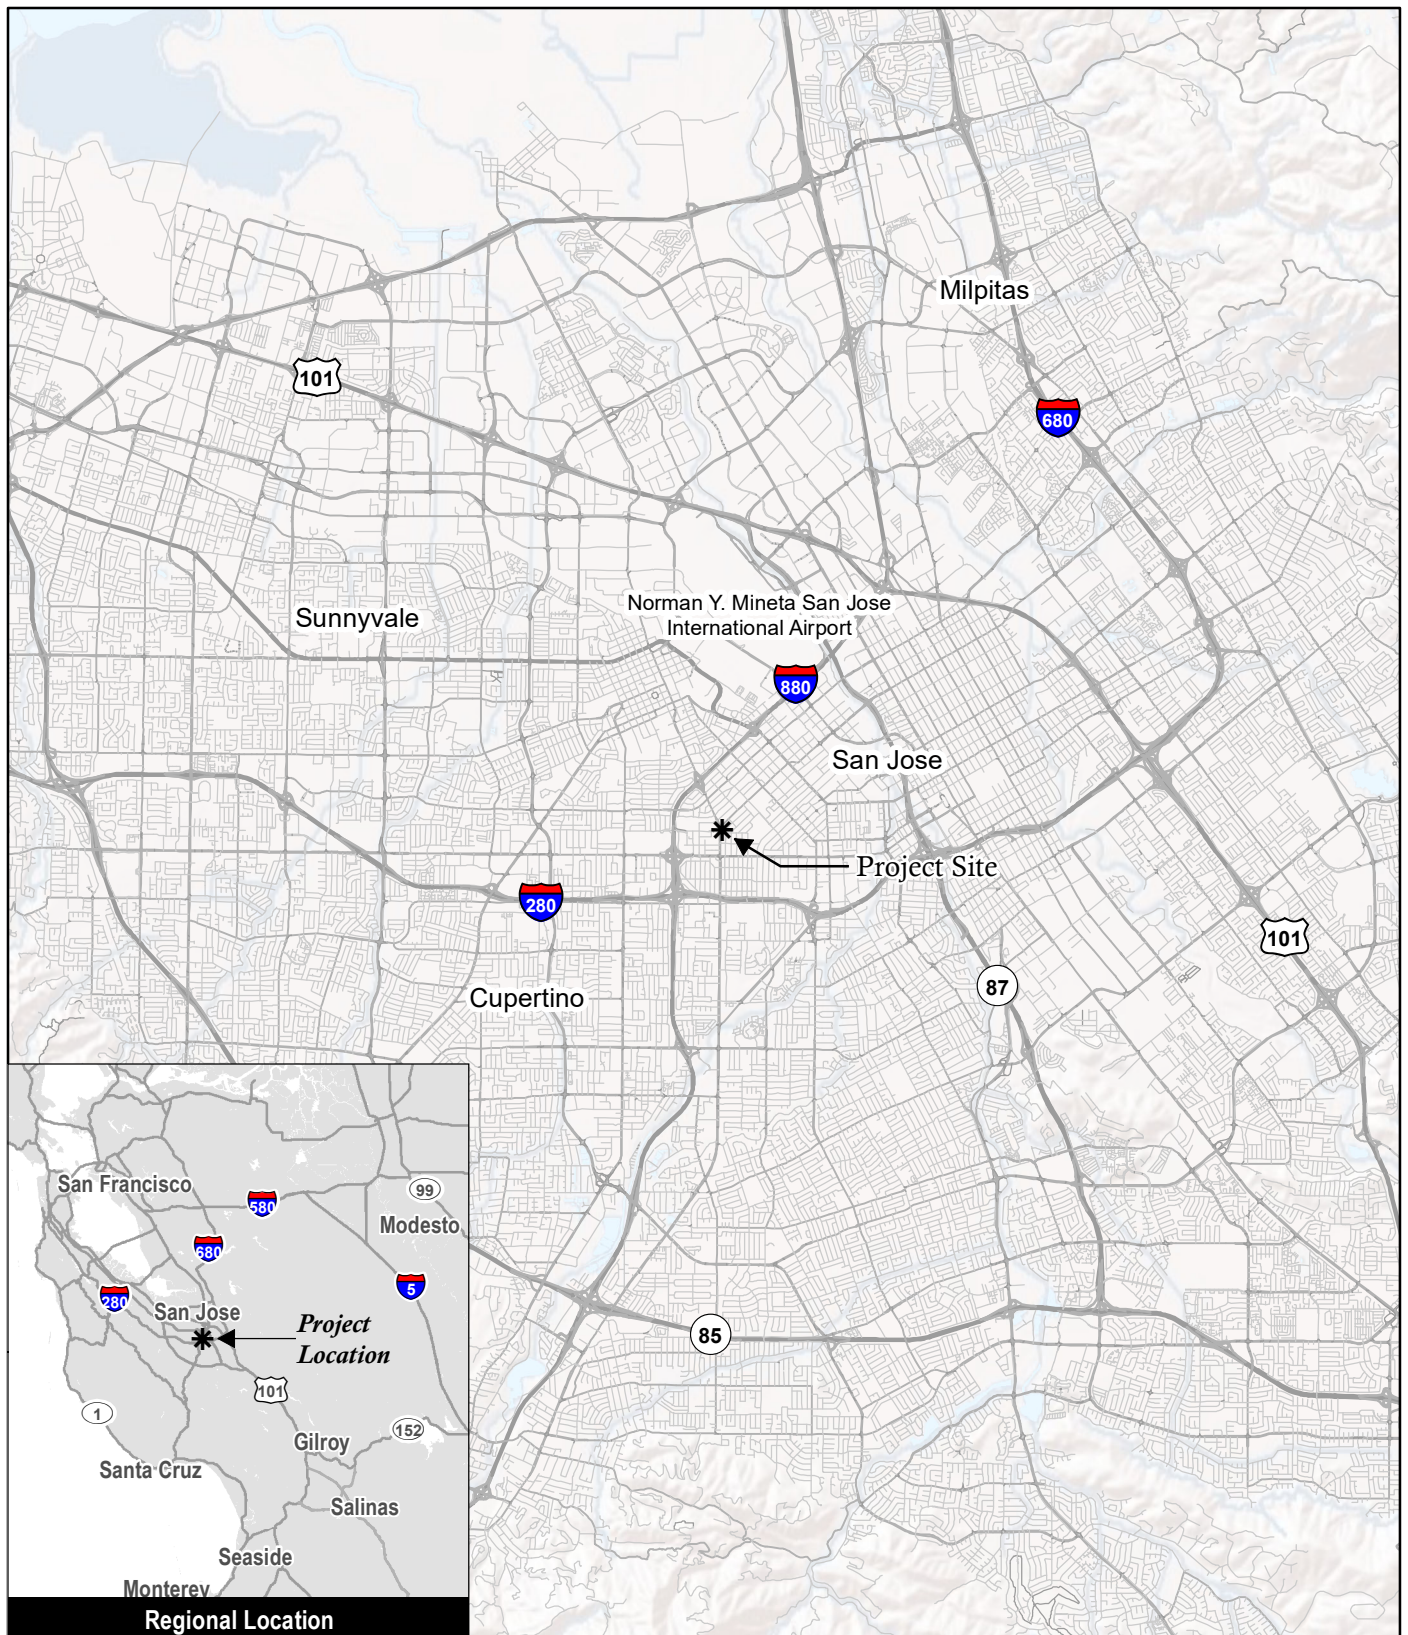 Milpitas
101
680
Norman Y. Mineta San Jose
International Airport
Sunnyvale
880
San Jose
Project Site
280
101
87
Cupertino
85
San Francisco
99
580
Modesto
680
5
280
San Jose
Project
Location
101
1
152
Gilroy
Santa Cruz
Salinas
Seaside
Monterey
Regional Location